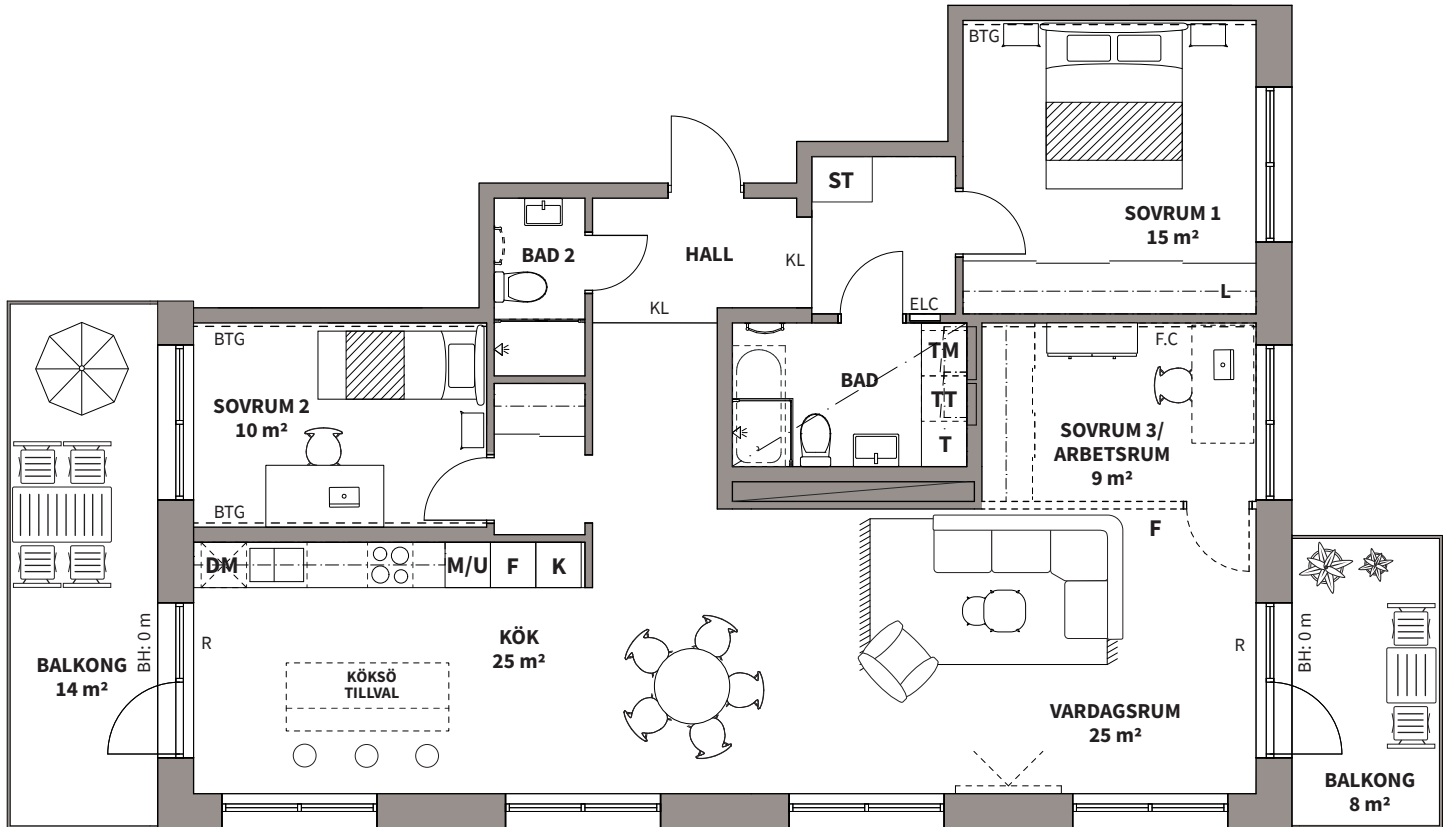 BTG
SOVRUM 1
15 m²
L
ST
BAD 2
HALL
KL
KL
ELC
BTG
SOVRUM 2
10 m²
BTG
BAD
TM
TT
T
F.C
SOVRUM 3/
ARBETSRUM
9 m²
F
DM
M/U
F
K
BALKONG
14 m²
BH: 0 m
R
KÖK
25 m²
KÖKSÖ
TILLVAL
VARDAGSRUM
25 m²
R
BH: 0 m
BALKONG
8 m²